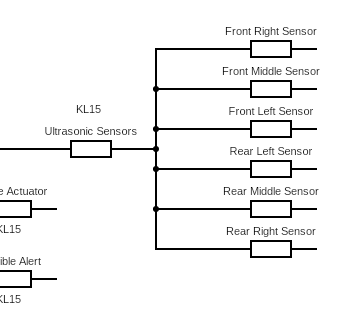 Front Right Sensor
Front Middle Sensor
KL15
Front Left Sensor
Ultrasonic Sensors
Rear Left Sensor
Actuator
Rear Middle Sensor
KL15
Rear Right Sensor
Alert
KL15